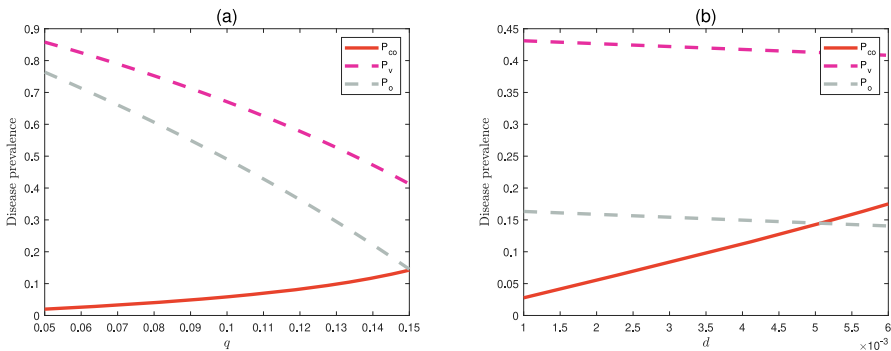 (a)
Disease prevalence
0.9
0.8
0.7
0.6
0.5
0.4
0.3
0.2
0.1
0
P_co
P_v
P_o
0.05 0.06 0.07 0.08 0.09 0.1 0.11 0.12 0.13 0.14 0.15
q
(b)
Disease prevalence
0.45
0.4
0.35
0.3
0.25
0.2
0.15
0.1
0.05
0
P_co
P_v
P_o
1 1.5 2 2.5 3 3.5 4 4.5 5 5.5 6
d
×10⁻³